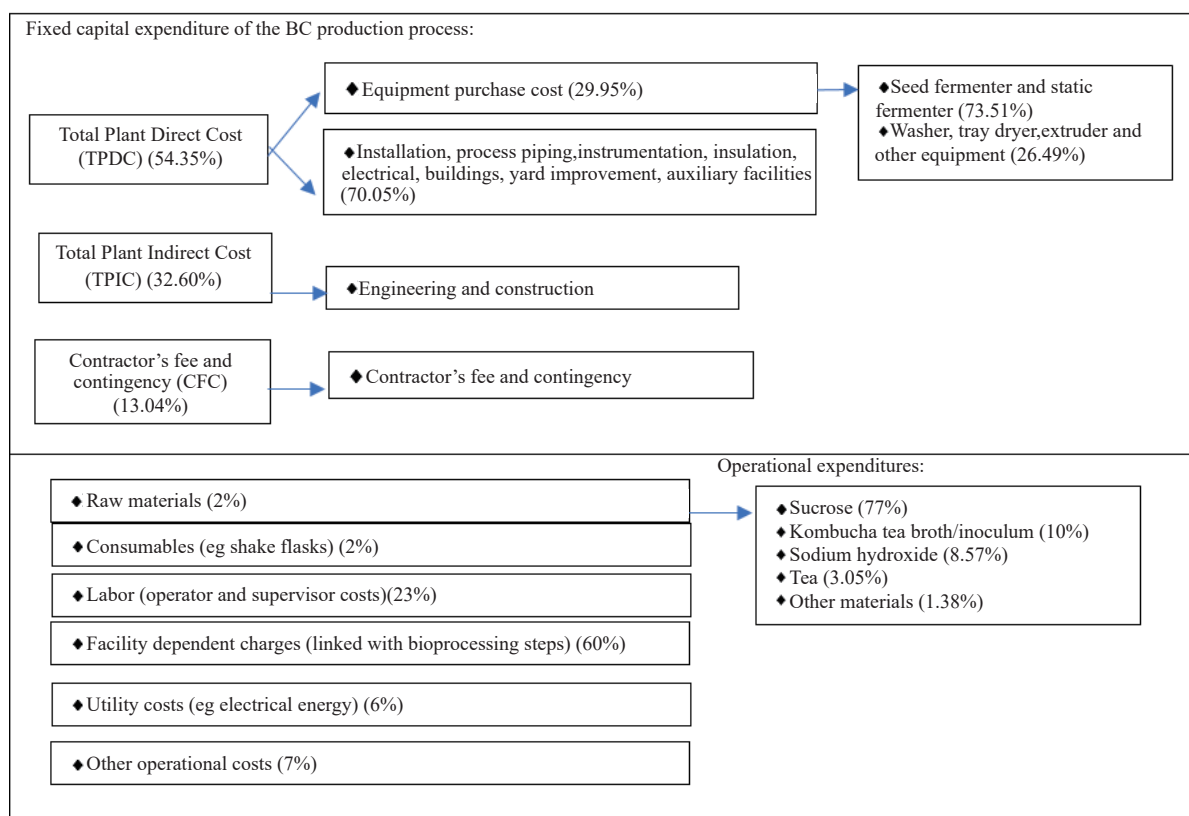 Fixed capital expenditure of the BC production process:
Total Plant Direct Cost
(TPDC) (54.35%)
◆Equipment purchase cost (29.95%)
◆Seed fermenter and static
fermenter (73.51%)
◆Washer, tray dryer,extruder and
other equipment (26.49%)
◆Installation, process piping,instrumentation, insulation,
electrical, buildings, yard improvement, auxiliary facilities
(70.05%)
Total Plant Indirect Cost
(TPIC) (32.60%)
◆Engineering and construction
Contractor’s fee and
contingency (CFC)
(13.04%)
◆Contractor’s fee and contingency
Operational expenditures:
◆Raw materials (2%)
◆Consumables (eg shake flasks) (2%)
◆Labor (operator and supervisor costs)(23%)
◆Facility dependent charges (linked with bioprocessing steps) (60%)
◆Utility costs (eg electrical energy) (6%)
◆Other operational costs (7%)
◆Sucrose (77%)
◆Kombucha tea broth/inoculum (10%)
◆Sodium hydroxide (8.57%)
◆Tea (3.05%)
◆Other materials (1.38%)